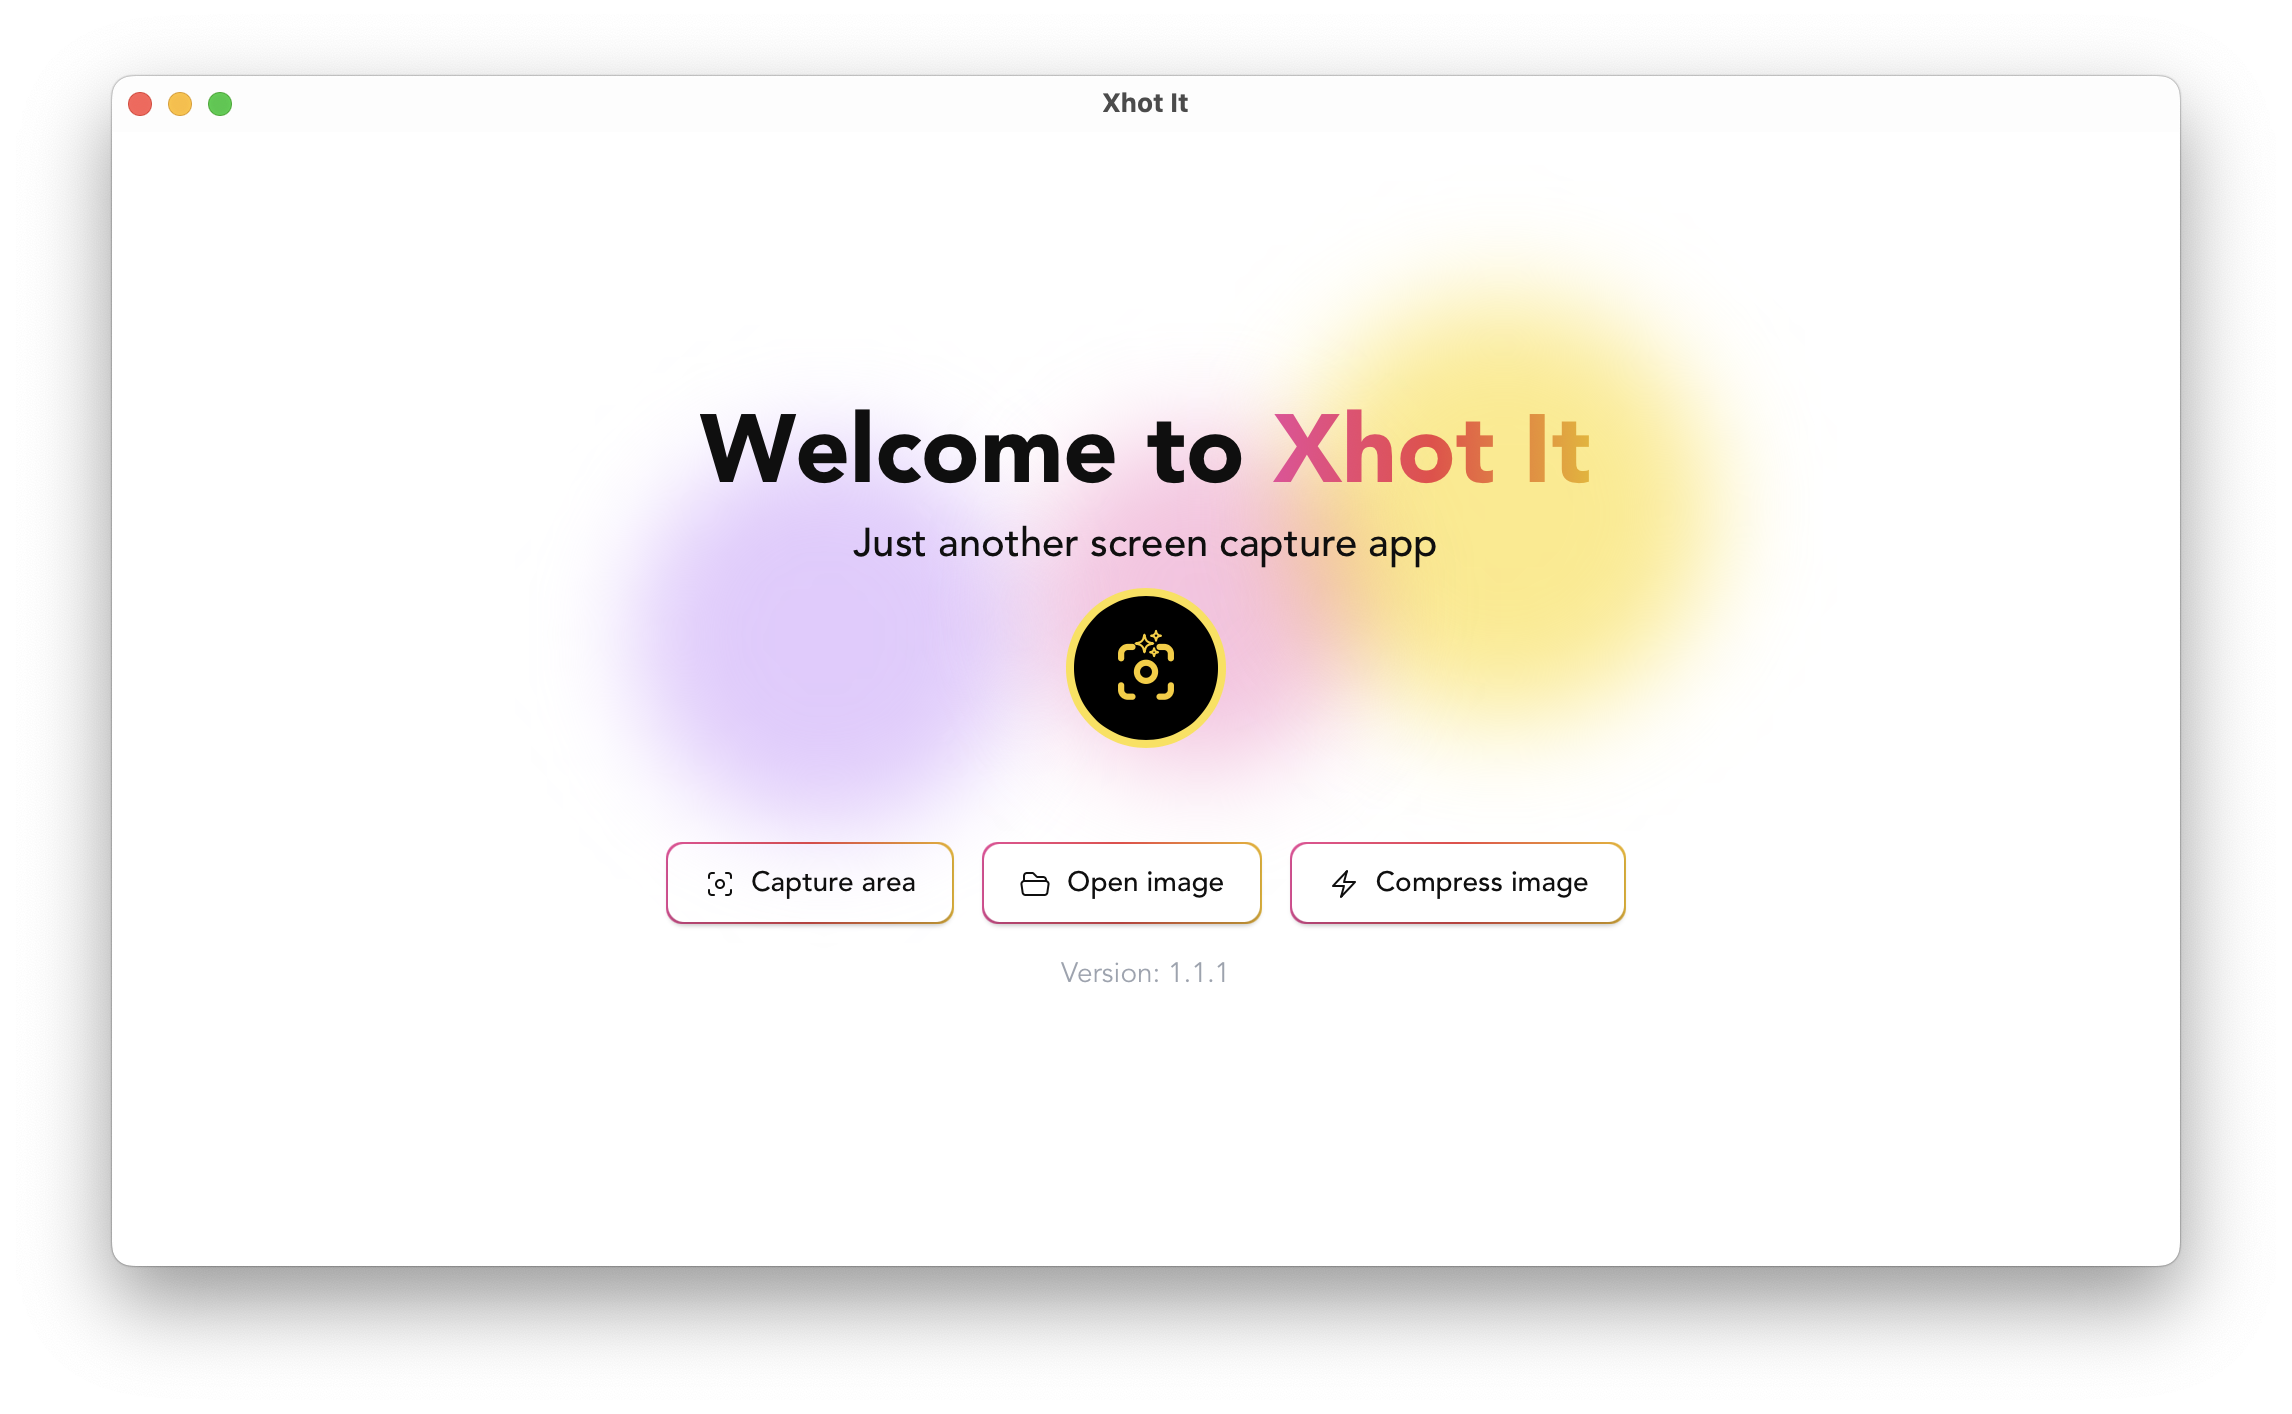 Xhot It
Welcome to Xhot It
Just another screen capture app
Capture area
Open image
Compress image
Version: 1.1.1